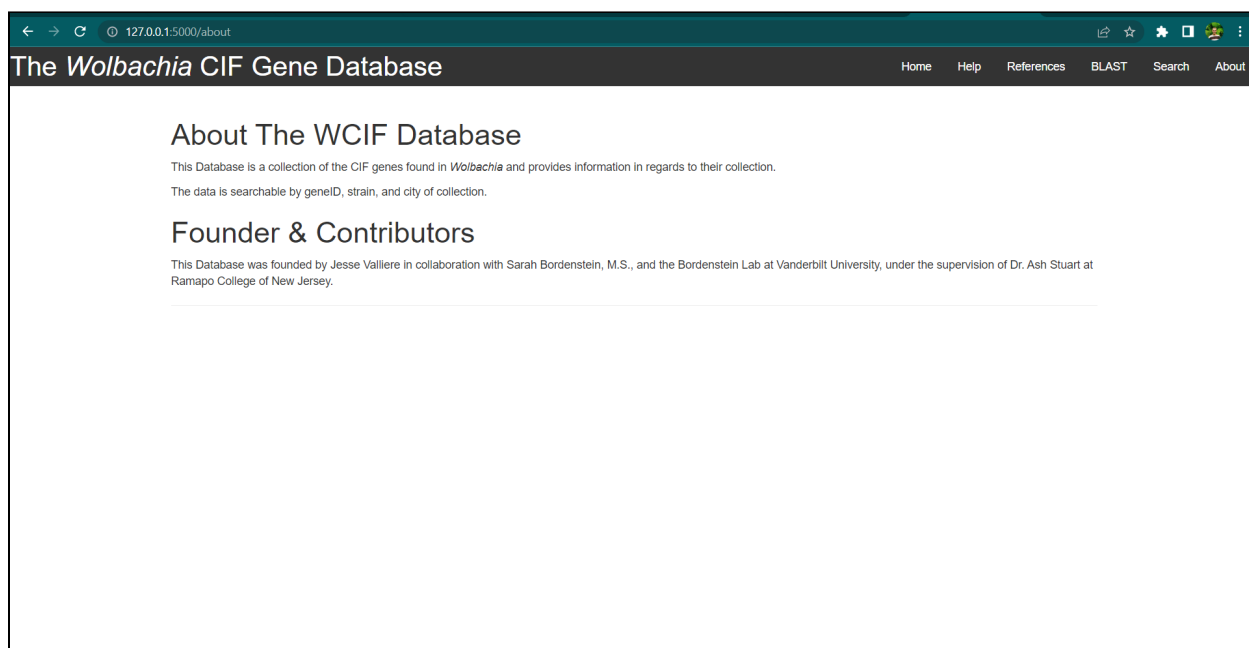 127.0.0.1:5000/about
The Wolbachia CIF Gene Database
Home Help References BLAST Search About
About The WCIF Database
This Database is a collection of the CIF genes found in Wolbachia and provides information in regards to their collection.
The data is searchable by geneID, strain, and city of collection.
Founder & Contributors
This Database was founded by Jesse Valliere in collaboration with Sarah Bordenstein, M.S., and the Bordenstein Lab at Vanderbilt University, under the supervision of Dr. Ash Stuart at
Ramapo College of New Jersey.